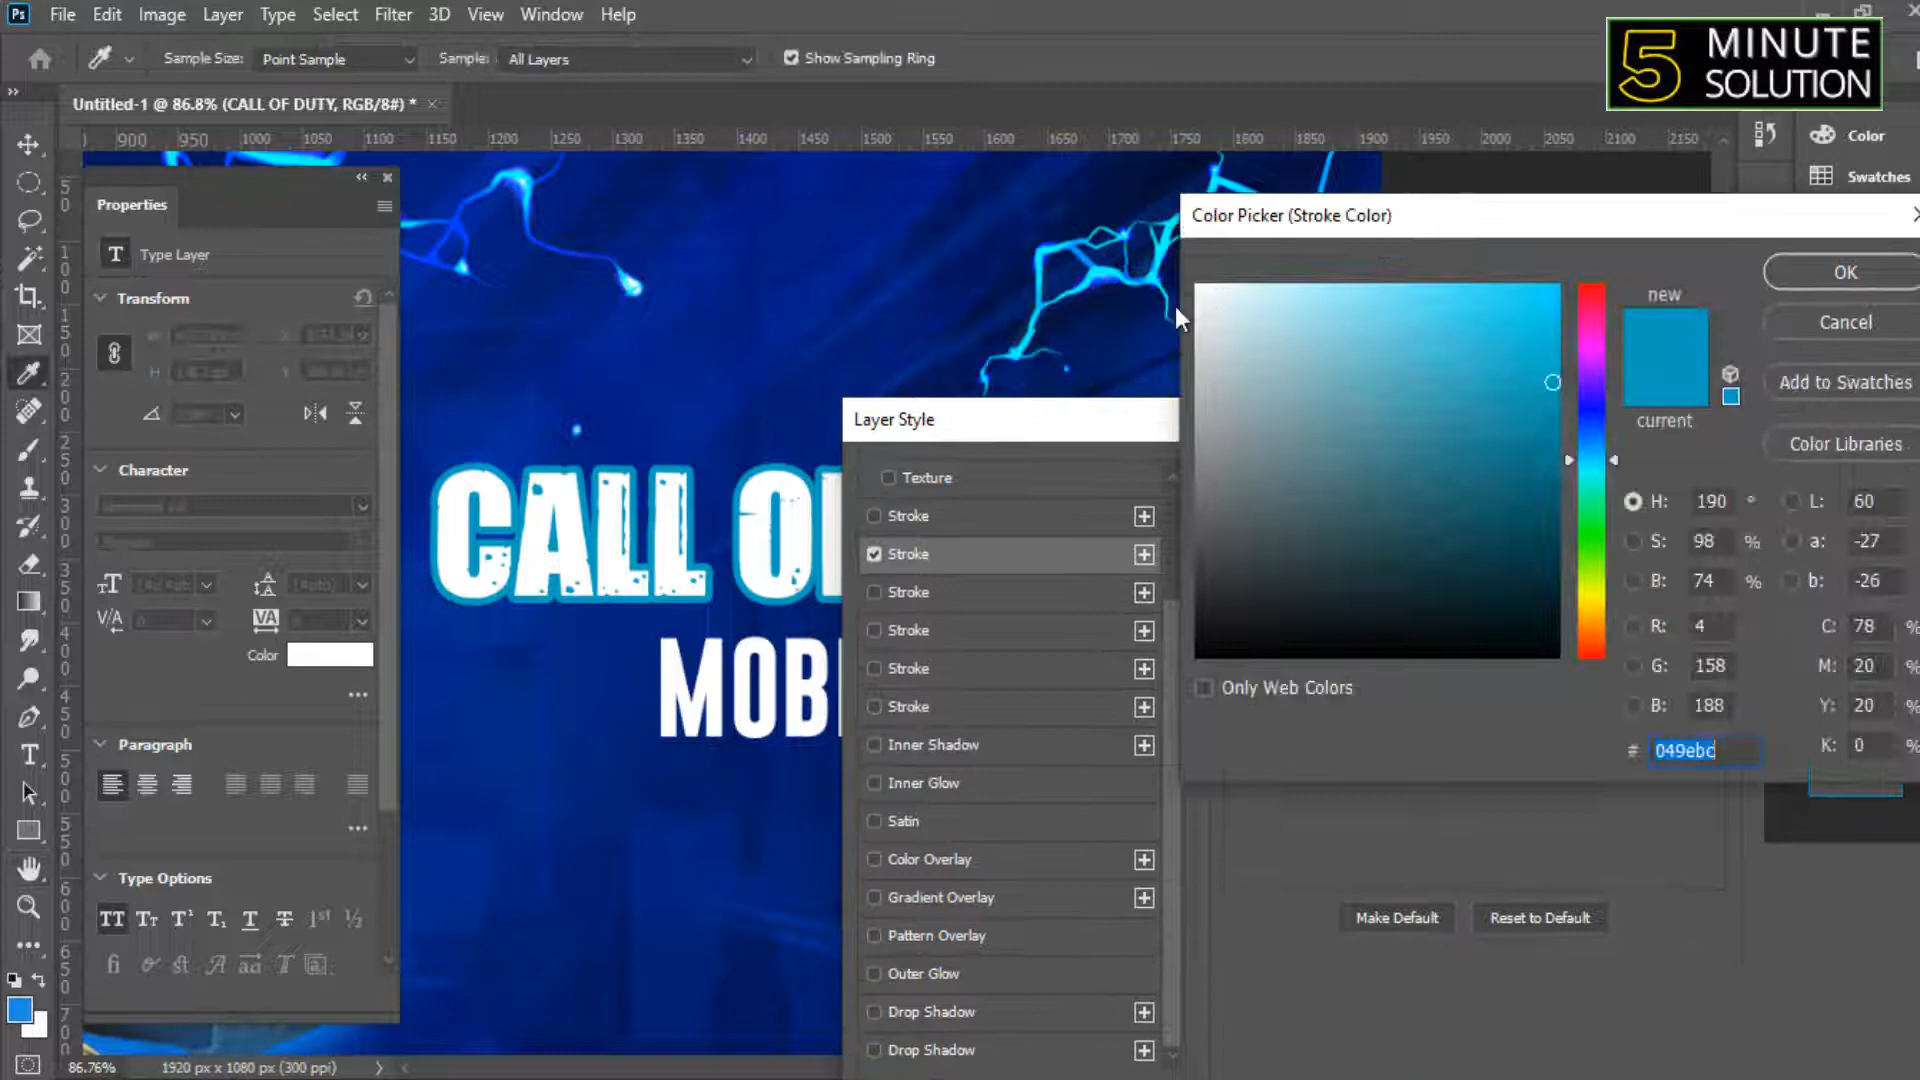 Ps File Edit Image Layer Type Select Filter 3D View Window Help
Sample Size: Point Sample Sample: All Layers Show Sampling Ring
5 MINUTE SOLUTION
Untitled-1 @ 86.8% (CALL OF DUTY, RGB/8#) *
900 950 1000 1050 1100 1150 1200 1250 1300 1350 1400 1450 1500 1550 1600 1650 1700 1750 1800 1850 1900 1950 2000 2050 2100 2150
Color
Swatches
Properties
T Type Layer
Transform
W: X:
H: Y:
Character
(Auto)
0
Color
Paragraph
Type Options
CALL O
MOB
Layer Style
Texture
Stroke
Stroke
Stroke
Stroke
Stroke
Stroke
Inner Shadow
Inner Glow
Satin
Color Overlay
Gradient Overlay
Pattern Overlay
Outer Glow
Drop Shadow
Drop Shadow
Color Picker (Stroke Color)
new
current
OK
Cancel
Add to Swatches
Color Libraries
H: 190 ° L: 60
S: 98 % a: -27
B: 74 % b: -26
R: 4 C: 78 %
G: 158 M: 20 %
B: 188 Y: 20 %
# 049ebc K: 0 %
Only Web Colors
Make Default Reset to Default
86.76% 1920 px x 1080 px (300 ppi)